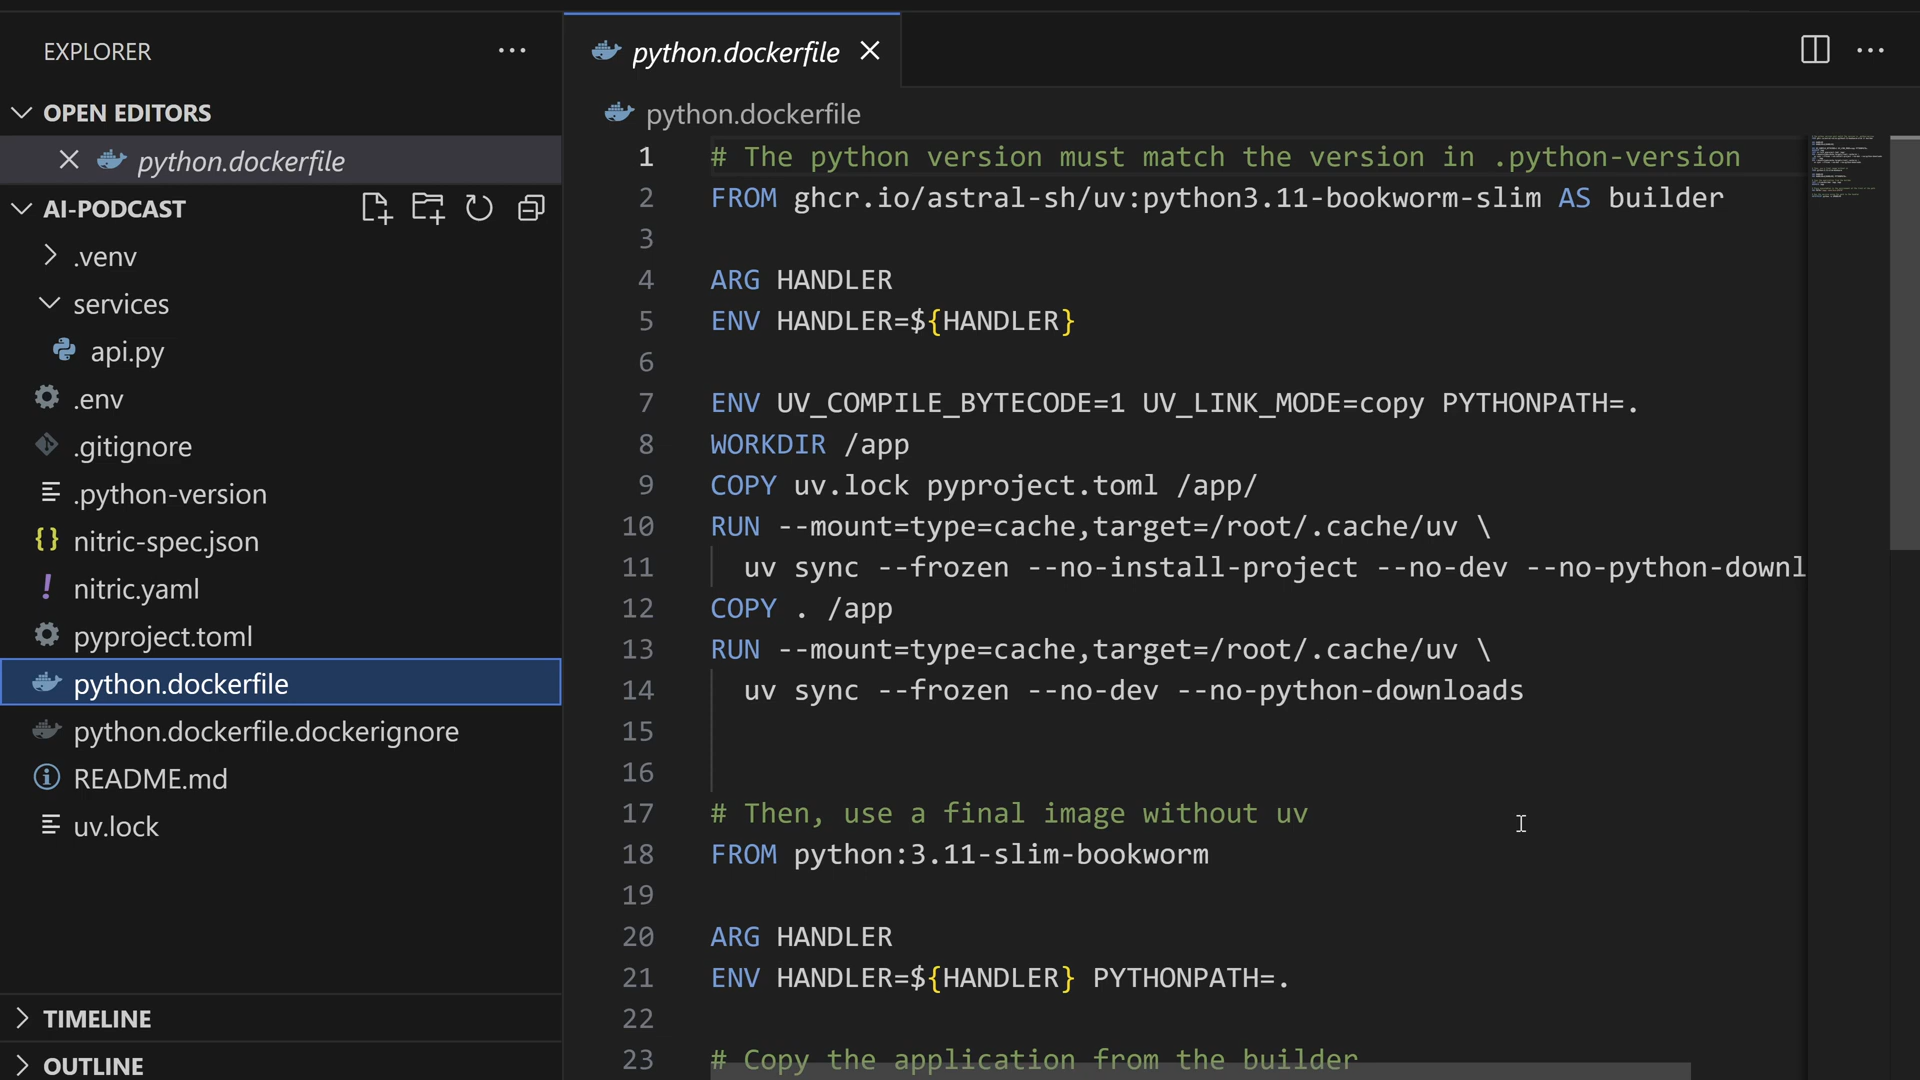 EXPLORER
OPEN EDITORS
python.dockerfile
AI-PODCAST
.venv
services
api.py
.env
.gitignore
.python-version
nitric-spec.json
nitric.yaml
pyproject.toml
python.dockerfile
python.dockerfile.dockerignore
README.md
uv.lock
TIMELINE
OUTLINE
python.dockerfile
python.dockerfile
1 # The python version must match the version in .python-version
2 FROM ghcr.io/astral-sh/uv:python3.11-bookworm-slim AS builder
3
4 ARG HANDLER
5 ENV HANDLER=${HANDLER}
6
7 ENV UV_COMPILE_BYTECODE=1 UV_LINK_MODE=copy PYTHONPATH=.
8 WORKDIR /app
9 COPY uv.lock pyproject.toml /app/
10 RUN --mount=type=cache,target=/root/.cache/uv \
11 uv sync --frozen --no-install-project --no-dev --no-python-downl
12 COPY . /app
13 RUN --mount=type=cache,target=/root/.cache/uv \
14 uv sync --frozen --no-dev --no-python-downloads
15
16
17 # Then, use a final image without uv
18 FROM python:3.11-slim-bookworm
19
20 ARG HANDLER
21 ENV HANDLER=${HANDLER} PYTHONPATH=.
22
23 # Copy the application from the builder